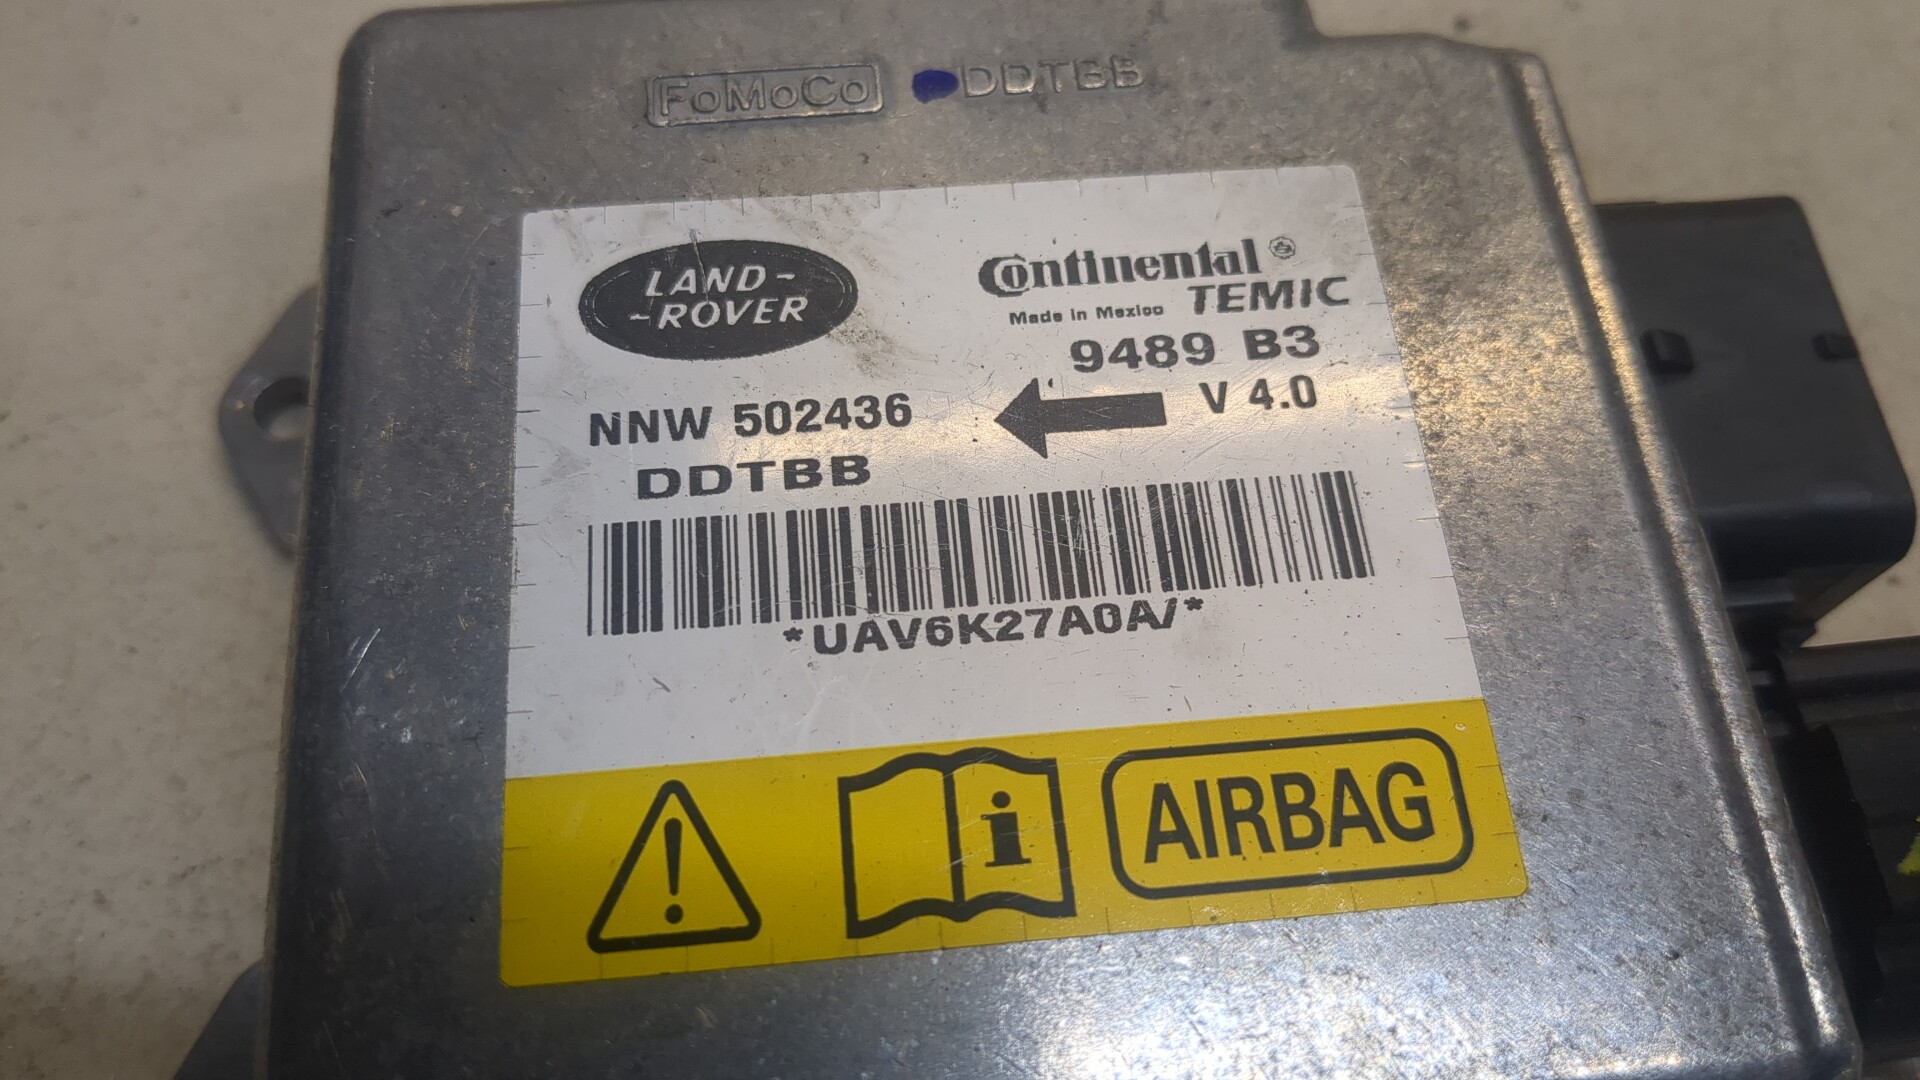 FoMoCo DDTBB
LAND-
-ROVER
Continental
TEMIC
Made in Mexico
9489 B3
V 4.0
NNW 502436
DDTBB
*UAV6K27A0A/*
i
AIRBAG